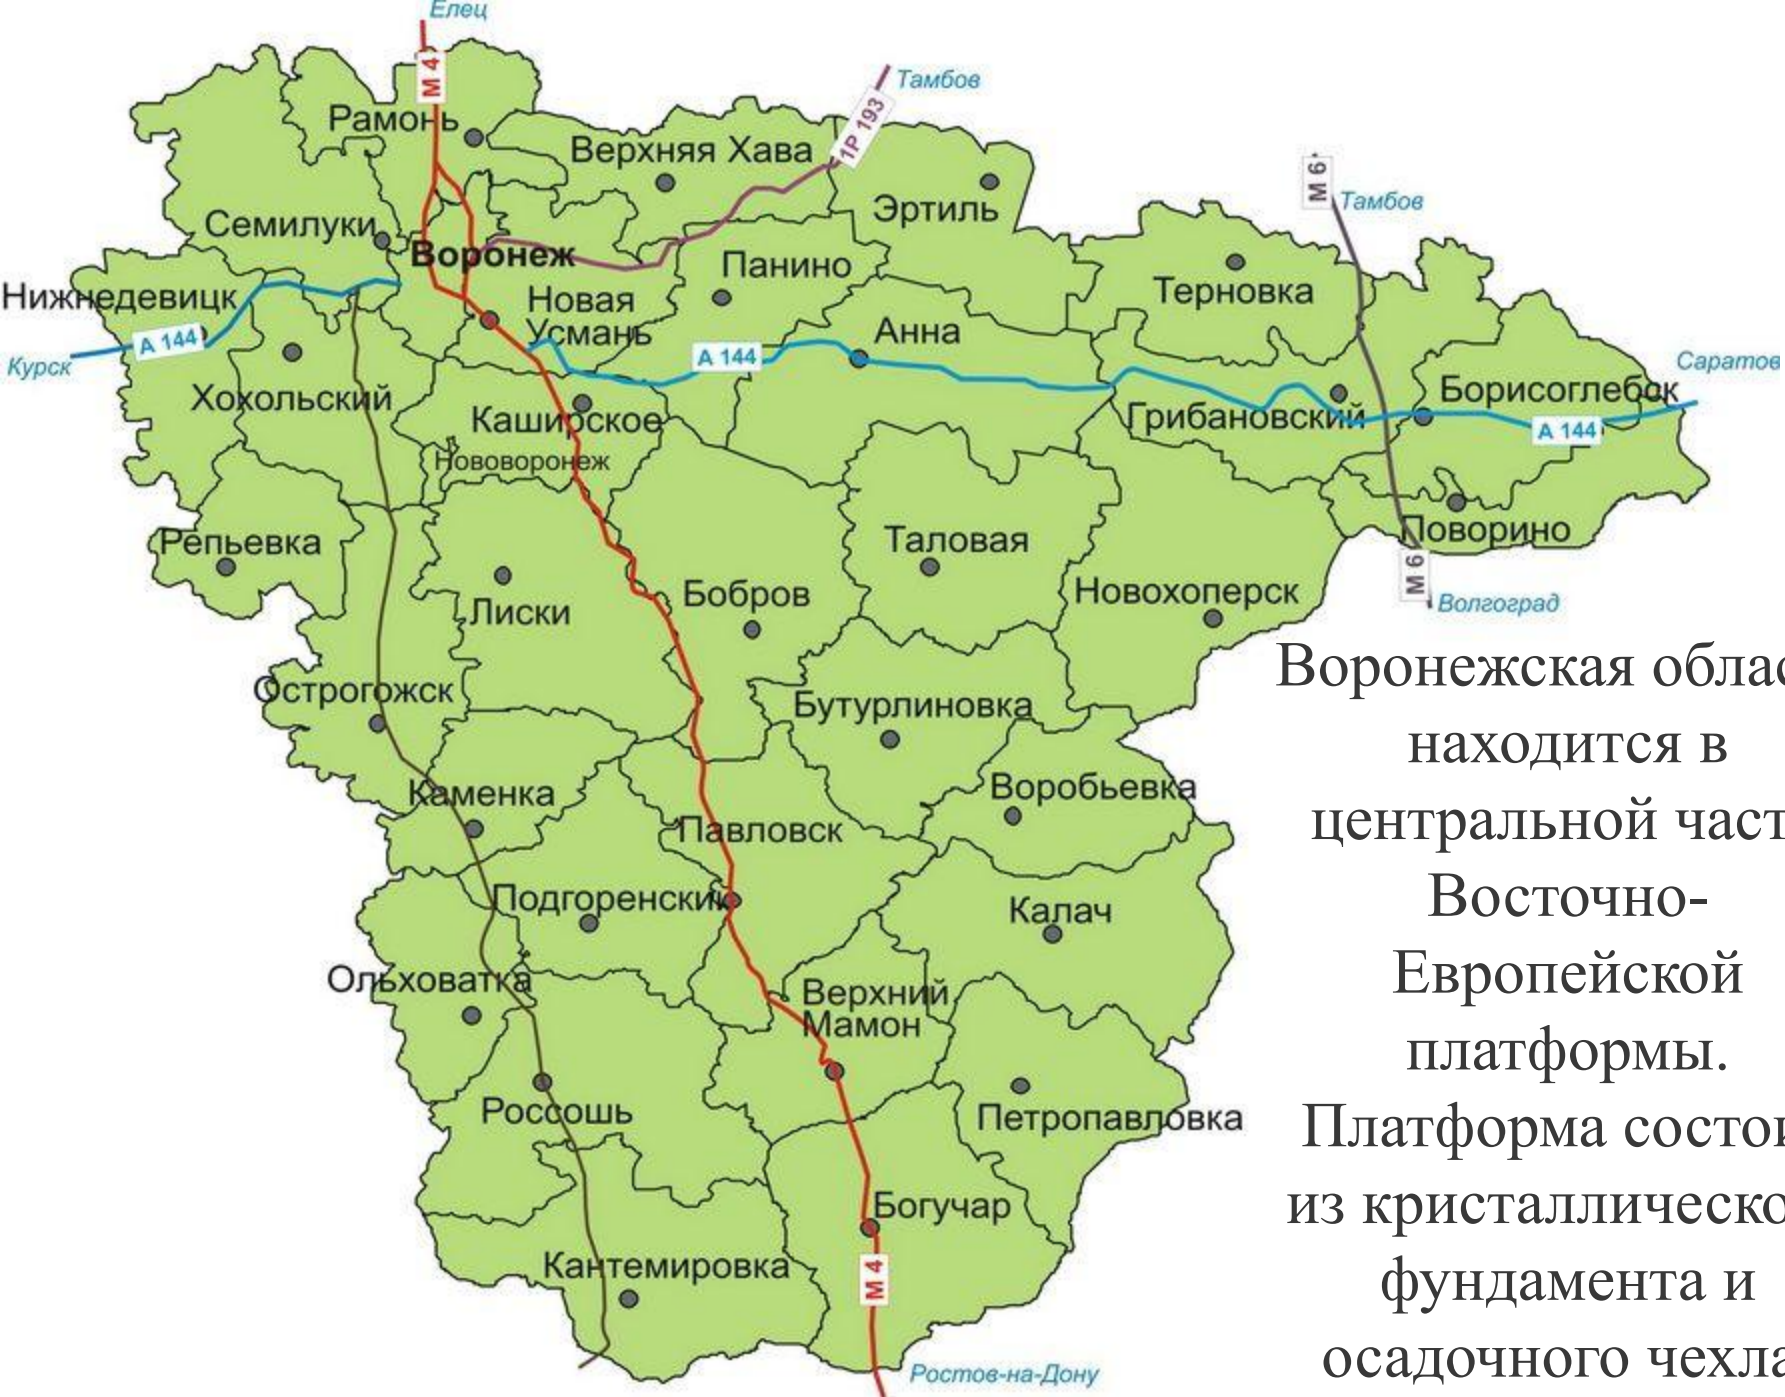 Елец
М 4
Тамбов
1Р 193
Рамонь
Верхняя Хава
Эртиль
М 6
Тамбов
Семилуки
Воронеж
Панино
Терновка
Нижнедевицк
Новая
Усмань
Анна
А 144
А 144
Курск
Саратов
Хохольский
Каширское
Грибановский
Борисоглебск
А 144
Нововоронеж
Репьевка
Таловая
Поворино
Лиски
Бобров
Новохоперск
М 6
Волгоград
Острогожск
Бутурлиновка
Каменка
Воробьевка
Павловск
Подгоренский
Калач
Ольховатка
Верхний
Мамон
Россошь
Петропавловка
Богучар
Кантемировка
М 4
Ростов-на-Дону
Воронежская облас
находится в
центральной част
Восточно-
Европейской
платформы.
Платформа состои
из кристаллическо
фундамента и
осадочного чехла